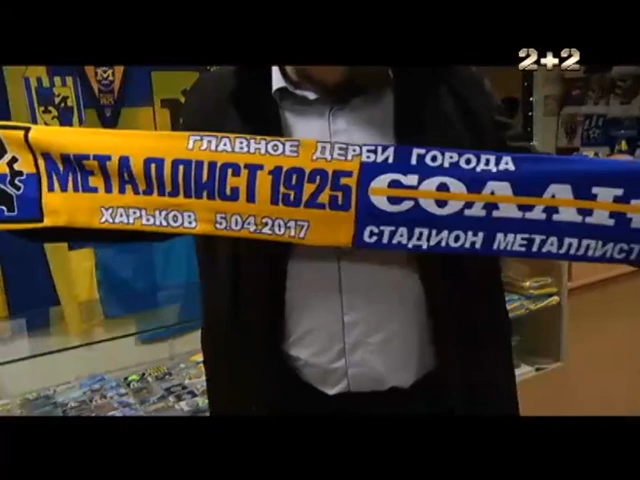 2+2
ГЛАВНОЕ ДЕРБИ ГОРОДА
МЕТАЛЛИСТ 1925
ХАРЬКОВ 5.04.2017
СТАДИОН МЕТАЛЛИСТ